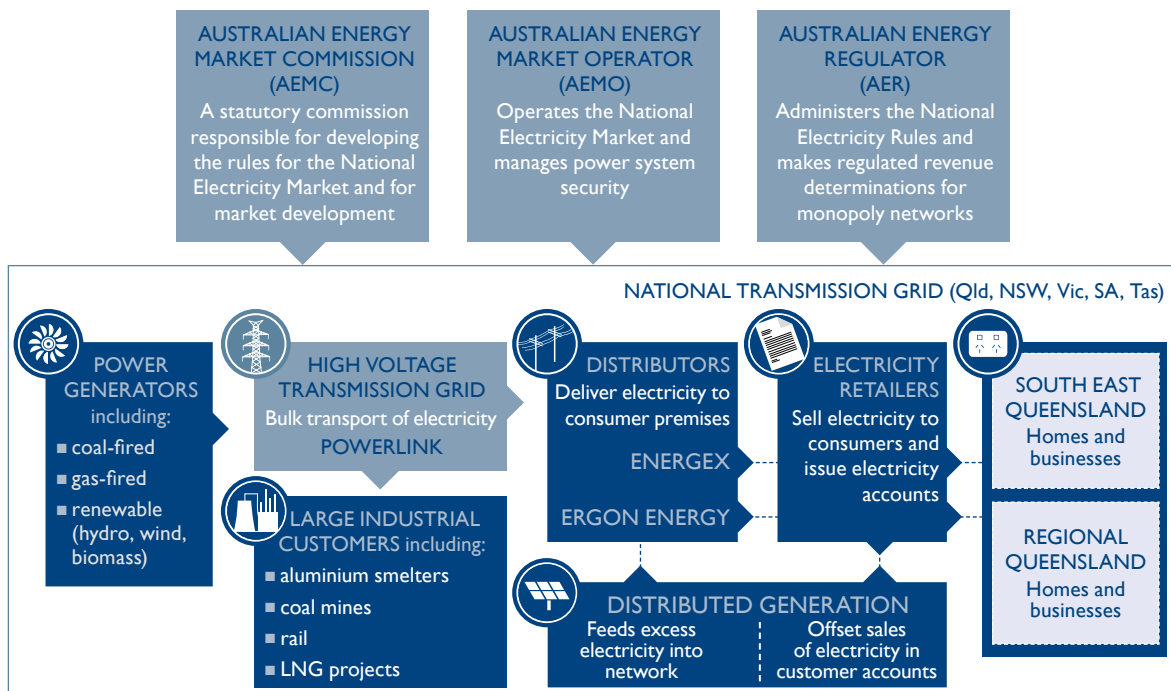 AUSTRALIAN ENERGY
MARKET COMMISSION
(AEMC)
A statutory commission
responsible for developing
the rules for the National
Electricity Market and for
market development
AUSTRALIAN ENERGY
MARKET OPERATOR
(AEMO)
Operates the National
Electricity Market and
manages power system
security
AUSTRALIAN ENERGY
REGULATOR
(AER)
Administers the National
Electricity Rules and
makes regulated revenue
determinations for
monopoly networks
NATIONAL TRANSMISSION GRID (Qld, NSW, Vic, SA, Tas)
POWER
GENERATORS
including:
■ coal-fired
■ gas-fired
■ renewable
(hydro, wind,
biomass)
HIGH VOLTAGE
TRANSMISSION GRID
Bulk transport of electricity
POWERLINK
LARGE INDUSTRIAL
CUSTOMERS including:
■ aluminium smelters
■ coal mines
■ rail
■ LNG projects
DISTRIBUTORS
Deliver electricity to
consumer premises
ENERGEX
ERGON ENERGY
ELECTRICITY
RETAILERS
Sell electricity to
consumers and
issue electricity
accounts
SOUTH EAST
QUEENSLAND
Homes and
businesses
REGIONAL
QUEENSLAND
Homes and
businesses
DISTRIBUTED GENERATION
Feeds excess
electricity into
network
Offset sales
of electricity in
customer accounts